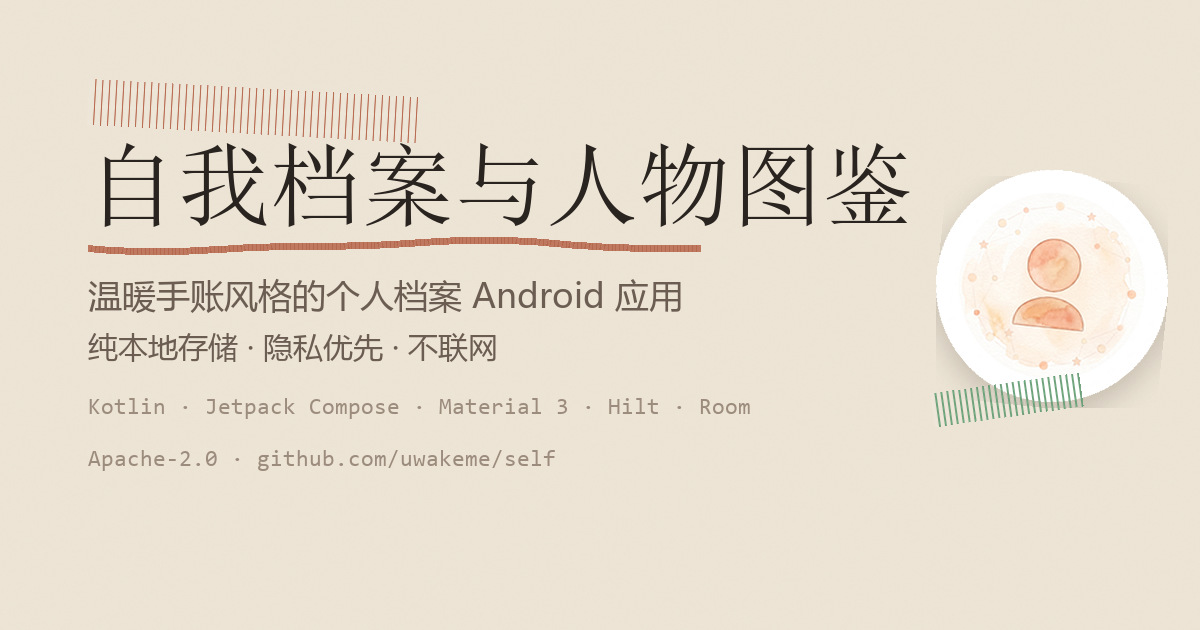 自我档案与人物图鉴
温暖手账风格的个人档案 Android 应用
纯本地存储 · 隐私优先 · 不联网
Kotlin · Jetpack Compose · Material 3 · Hilt · Room
Apache-2.0 · github.com/uwakeme/self